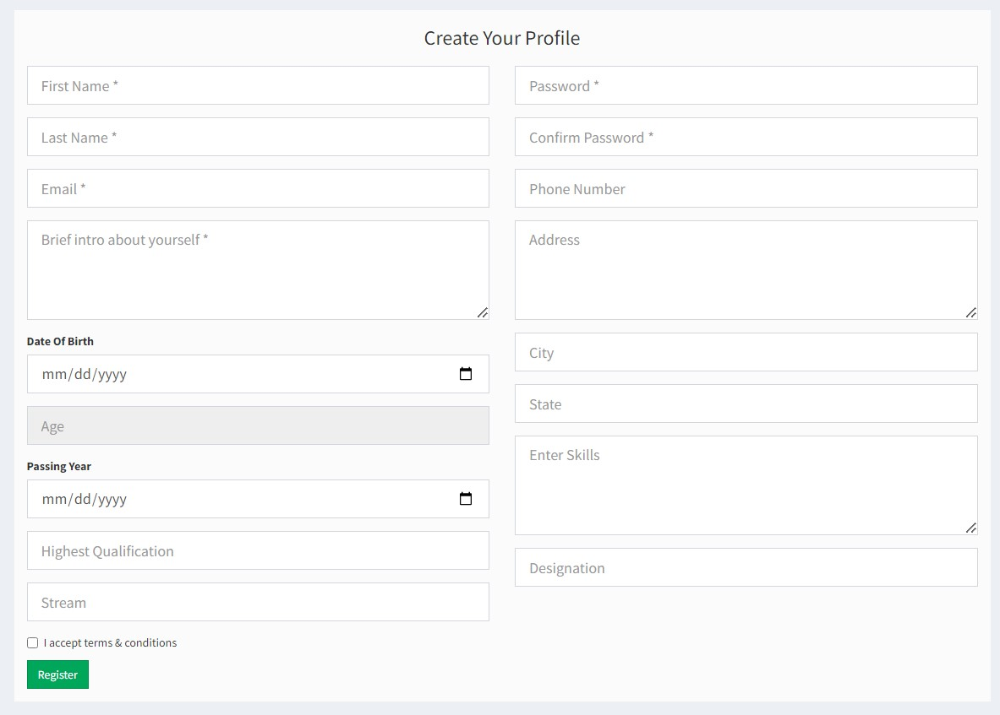 Create Your Profile
First Name *
Last Name *
Email *
Brief intro about yourself *
Date Of Birth
mm/dd/yyyy
Age
Passing Year
mm/dd/yyyy
Highest Qualification
Stream
I accept terms & conditions
Register
Password *
Confirm Password *
Phone Number
Address
City
State
Enter Skills
Designation